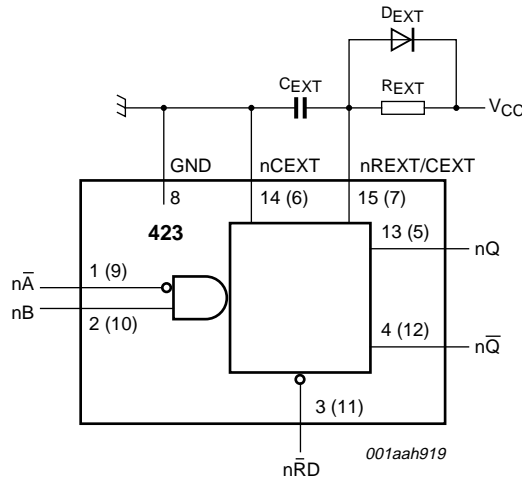 DEXT
CEXT
REXT
VCC
GND
nCEXT
nREXT/CEXT
8
14 (6)
15 (7)
423
13 (5)
nQ
nA̅
1 (9)
nB
2 (10)
4 (12)
nQ̅
3 (11)
nR̅D
001aah919